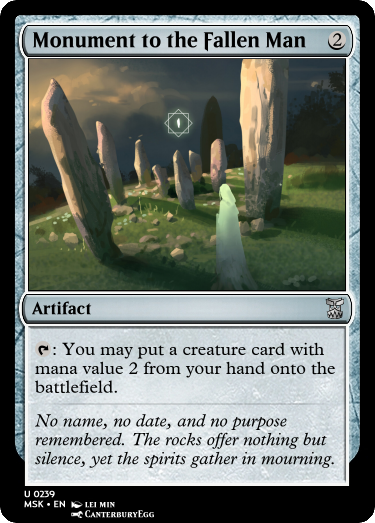 Monument to the Fallen Man 2
Artifact
: You may put a creature card with
mana value 2 from your hand onto the
battlefield.
No name, no date, and no purpose
remembered. The rocks offer nothing but
silence, yet the spirits gather in mourning.
U 0239
MSK • EN LEI MIN
CanterburyEgg